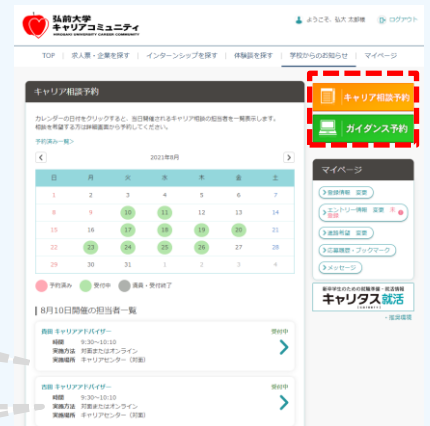 弘前大学
キャリアコミュニティ
HIROSAKI UNIVERSITY CAREER COMMUNITY
ようこそ、弘大 太郎様 ログアウト
TOP 求人票・企業を探す インターンシップを探す 体験談を探す 学校からのお知らせ マイページ
キャリア相談予約
カレンダーの日付をクリックすると、当日開催されるキャリア相談の担当者を一覧表示します。
相談を希望する方は詳細画面から予約してください。
予約済み一覧>
2021年8月
日 月 火 水 木 金 土
1 2 3 4 5 6 7
8 9 10 11 12 13 14
15 16 17 18 19 20 21
22 23 24 25 26 27 28
29 30 31 1 2 3 4
予約済み 受付中 満員・受付終了
8月10日開催の担当者一覧
キャリアアドバイザー 受付中
時間 9:30~10:10
実施方法 対面またはオンライン
実施場所 キャリアセンター（対面）
キャリアアドバイザー 受付中
時間 9:30~10:10
実施方法 対面またはオンライン
実施場所 キャリアセンター（対面）
キャリア相談予約
ガイダンス予約
マイページ
登録情報 変更
エントリー情報 変更
進路希望 変更
応募履歴・ブックマーク
メッセージ
キャリタス就活